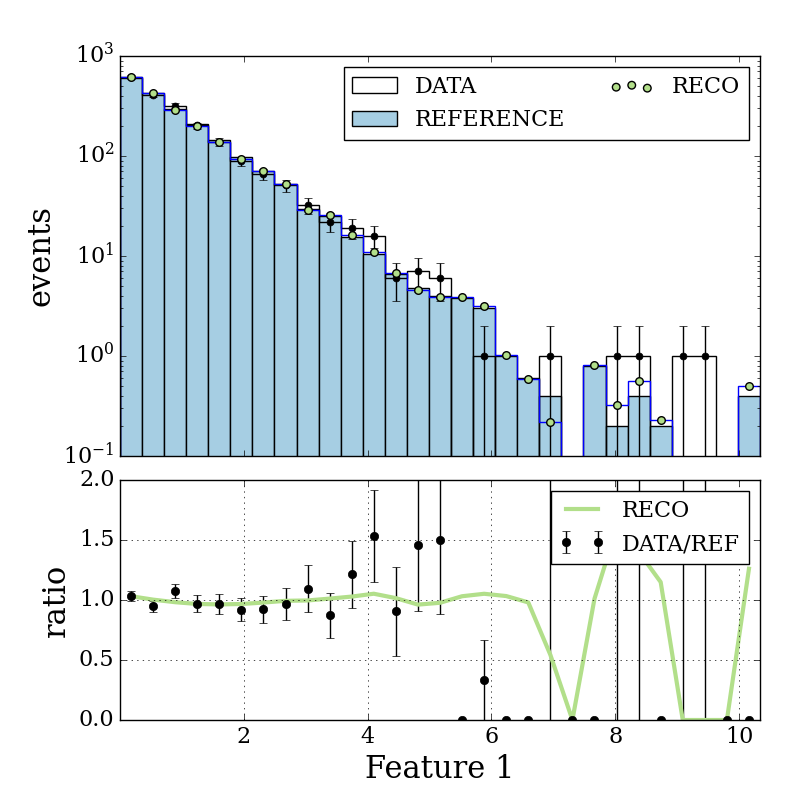 10³
10²
10¹
10⁰
10⁻¹
events
DATA
REFERENCE
RECO
2.0
1.5
1.0
0.5
0.0
ratio
RECO
DATA/REF
2 4 6 8 10
Feature 1